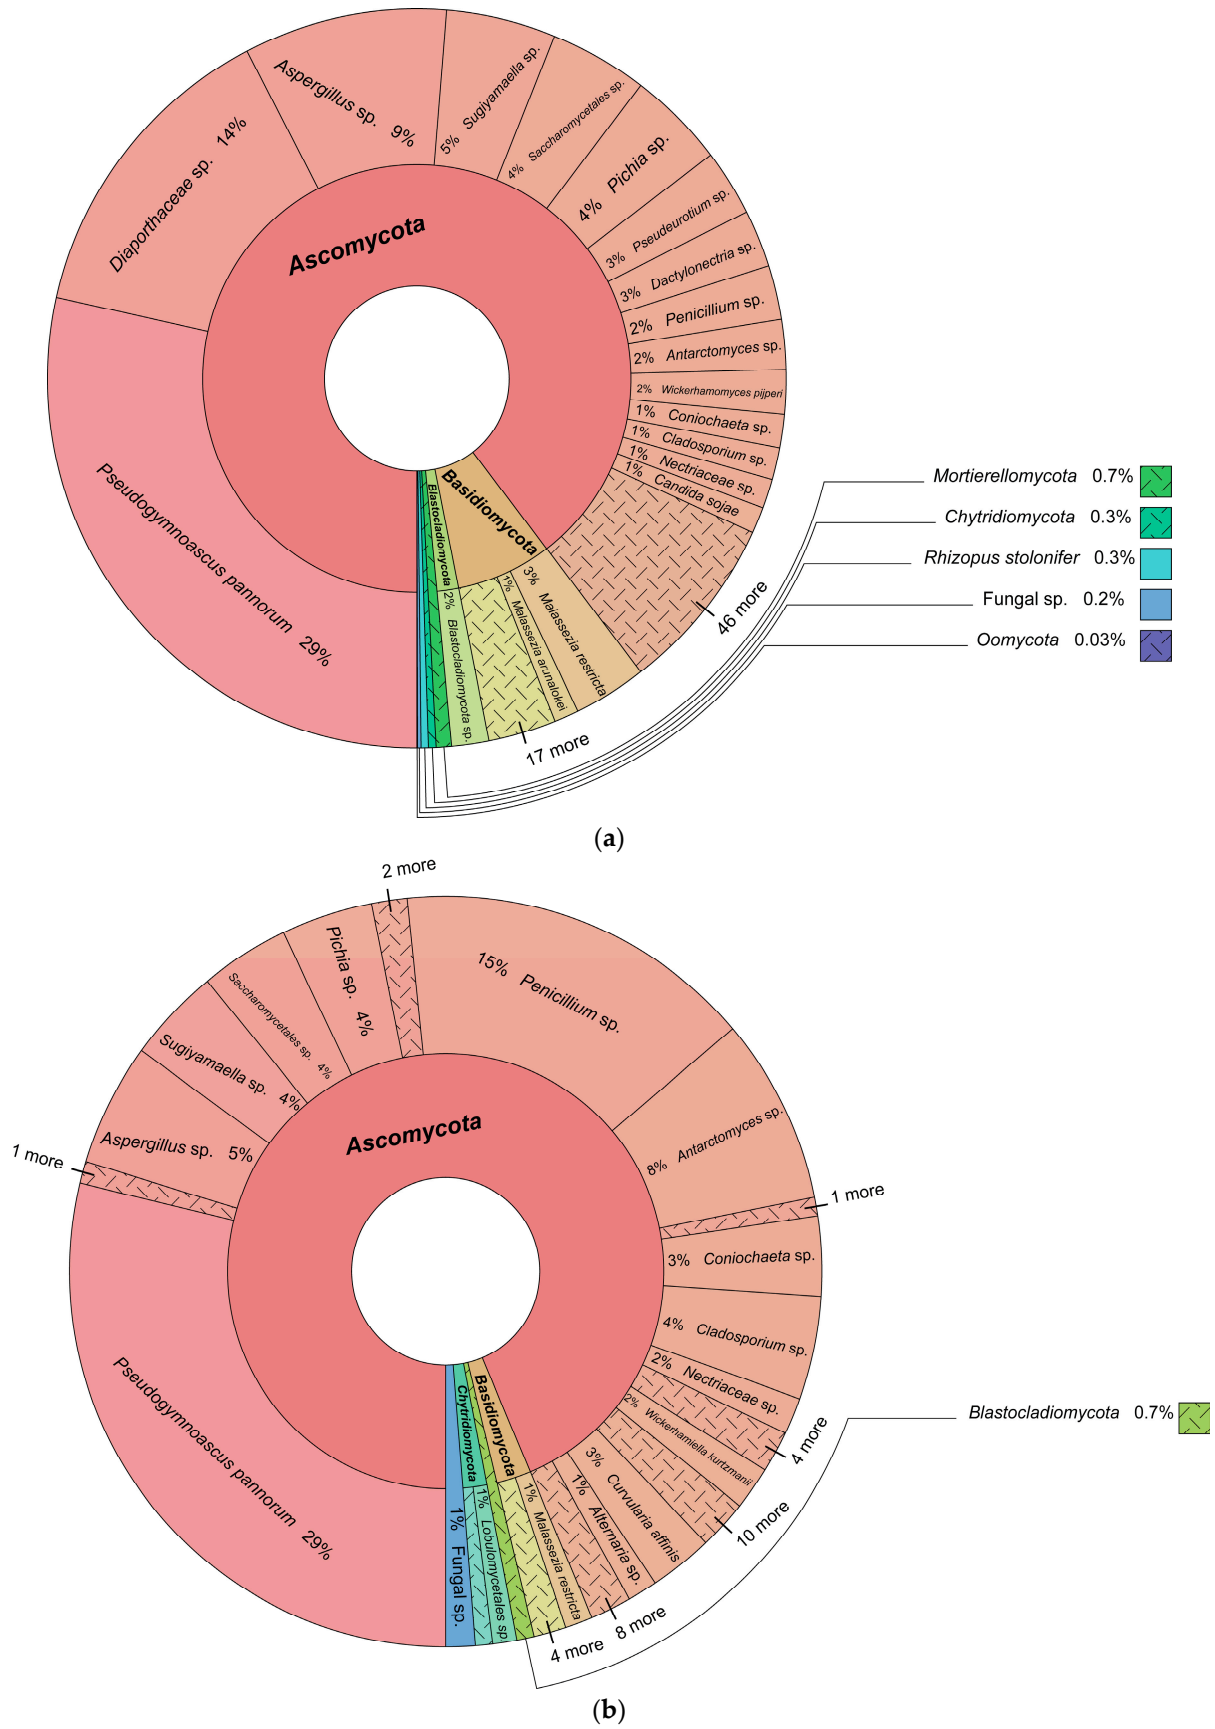 Aspergillus sp. 9%
5% Sugiyamaella sp.
4% Saccharomycetales sp.
4% Pichia sp.
Diaporthaceae sp. 14%
3% Pseudeurotium sp.
3% Dactylonectria sp.
2% Penicillium sp.
2% Antarctomyces sp.
2% Wickerhamomyces pijperi
1% Coniochaeta sp.
1% Cladosporium sp.
1% Nectriaceae sp.
1% Candida sojae
46 more
Ascomycota
Pseudogymnoascus pannorum 29%
Basidiomycota
Blastocladiomycota
3% Malassezia restricta
1% Malassezia arunalokei
17 more
2% Blastocladiomycota sp.
Mortierellomycota 0.7%
Chytridiomycota 0.3%
Rhizopus stolonifer 0.3%
Fungal sp. 0.2%
Oomycota 0.03%
(a)
2 more
Pichia sp. 4%
15% Penicillium sp.
Saccharomycetales sp. 4%
Sugiyamaella sp. 4%
Aspergillus sp. 5%
1 more
Ascomycota
8% Antarctomyces sp.
1 more
3% Coniochaeta sp.
4% Cladosporium sp.
2% Nectriaceae sp.
4 more
2% Wickerhamiella kurtzmanii
10 more
3% Curvularia affinis
1% Alternaria sp.
8 more
Pseudogymnoascus pannorum 29%
Basidiomycota
Chytridiomycota
1% Malassezia restricta
4 more
1% Lobulomycetales sp
1% Fungal sp.
Blastocladiomycota 0.7%
(b)